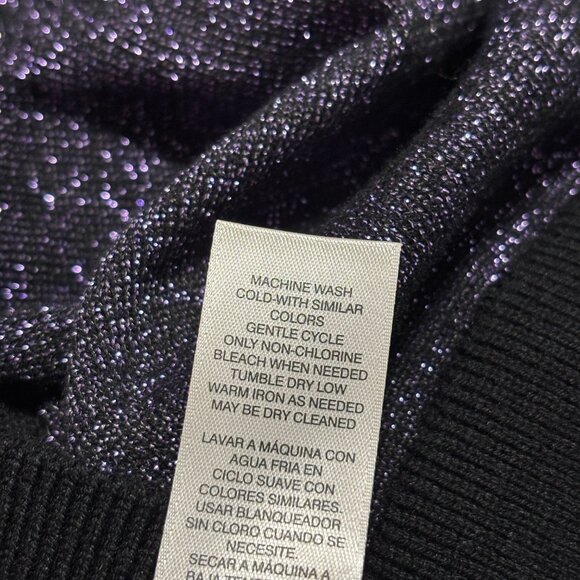 MACHINE WASH
COLD-WITH SIMILAR
COLORS
GENTLE CYCLE
ONLY NON-CHLORINE
BLEACH WHEN NEEDED
TUMBLE DRY LOW
WARM IRON AS NEEDED
MAY BE DRY CLEANED
LAVAR A MÁQUINA CON
AGUA FRIA EN
CICLO SUAVE CON
COLORES SIMILARES.
USAR BLANQUEADOR
SIN CLORO CUANDO SE
NECESITE.
SECAR A MÁQUINA A